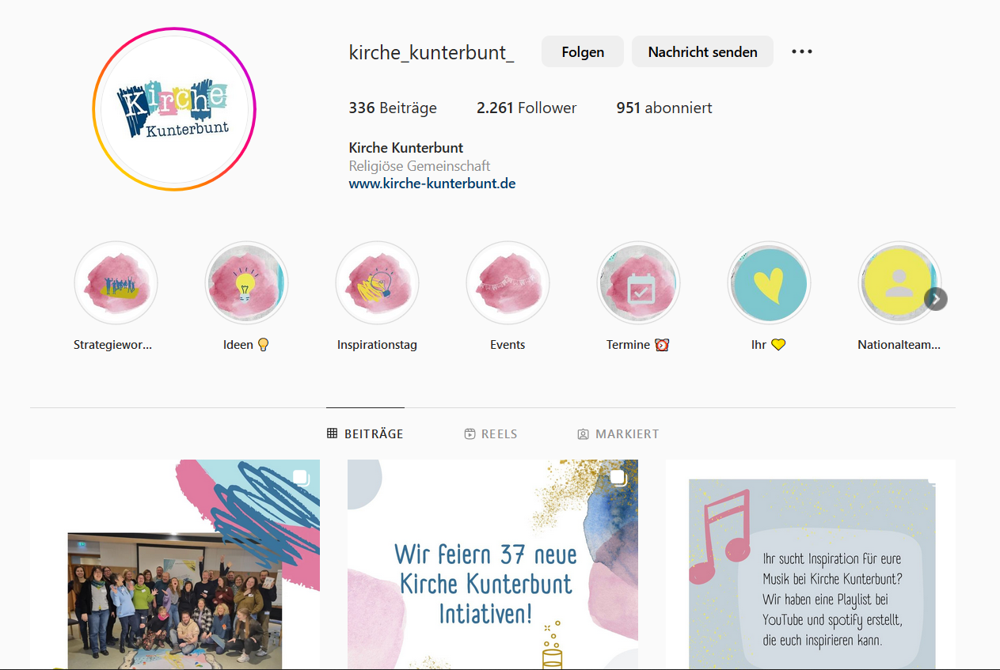 Kirche
Kunterbunt
kirche_kunterbunt_
Folgen
Nachricht senden
336 Beiträge
2.261 Follower
951 abonniert
Kirche Kunterbunt
Religiöse Gemeinschaft
www.kirche-kunterbunt.de
Strategiewor...
Ideen 💡
Inspirationstag
Events
Termine ⏰
Ihr 💛
Nationalteam...
BEITRÄGE
REELS
MARKIERT
Wir feiern 37 neue
Kirche Kunterbunt
Intiativen!
Ihr sucht Inspiration für eure
Musik bei Kirche Kunterbunt?
Wir haben eine Playlist bei
YouTube und spotify erstellt,
die euch inspirieren kann.